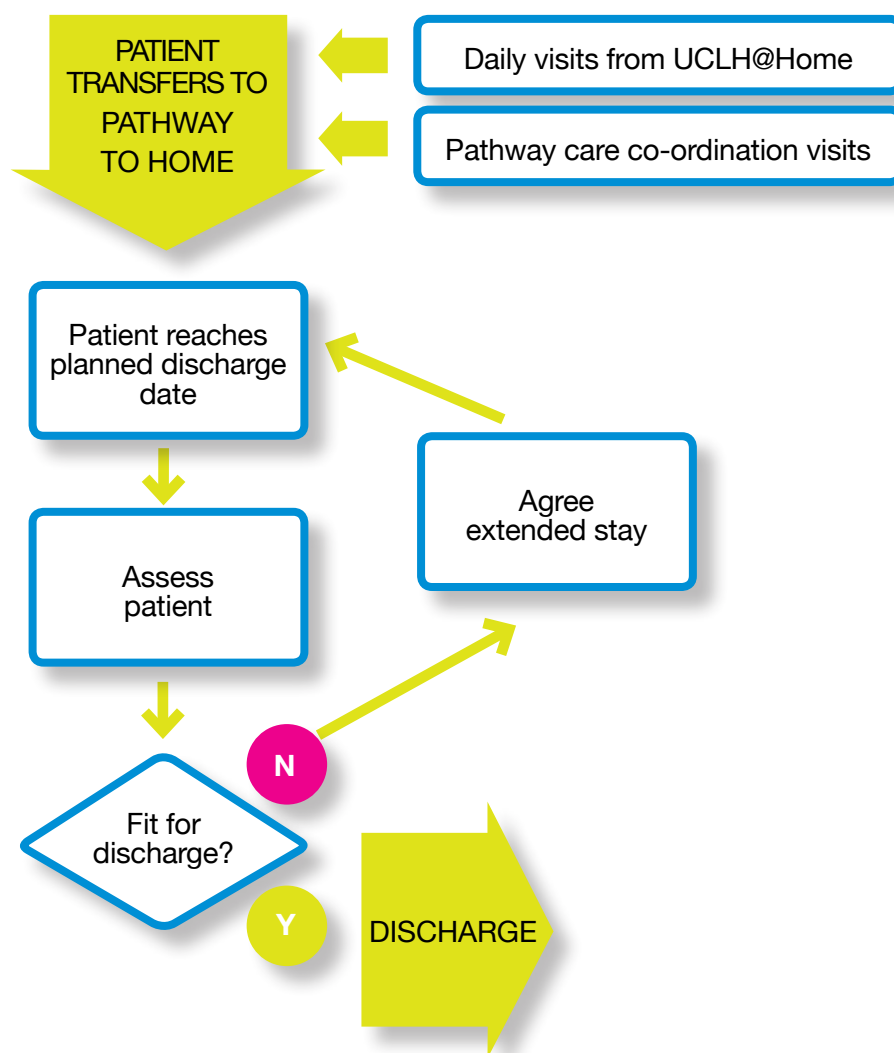 PATIENT
TRANSFERS TO
PATHWAY
TO HOME
Daily visits from UCLH@Home
Pathway care co-ordination visits
Patient reaches
planned discharge
date
Agree
extended stay
Assess
patient
N
Fit for
discharge?
Y
DISCHARGE